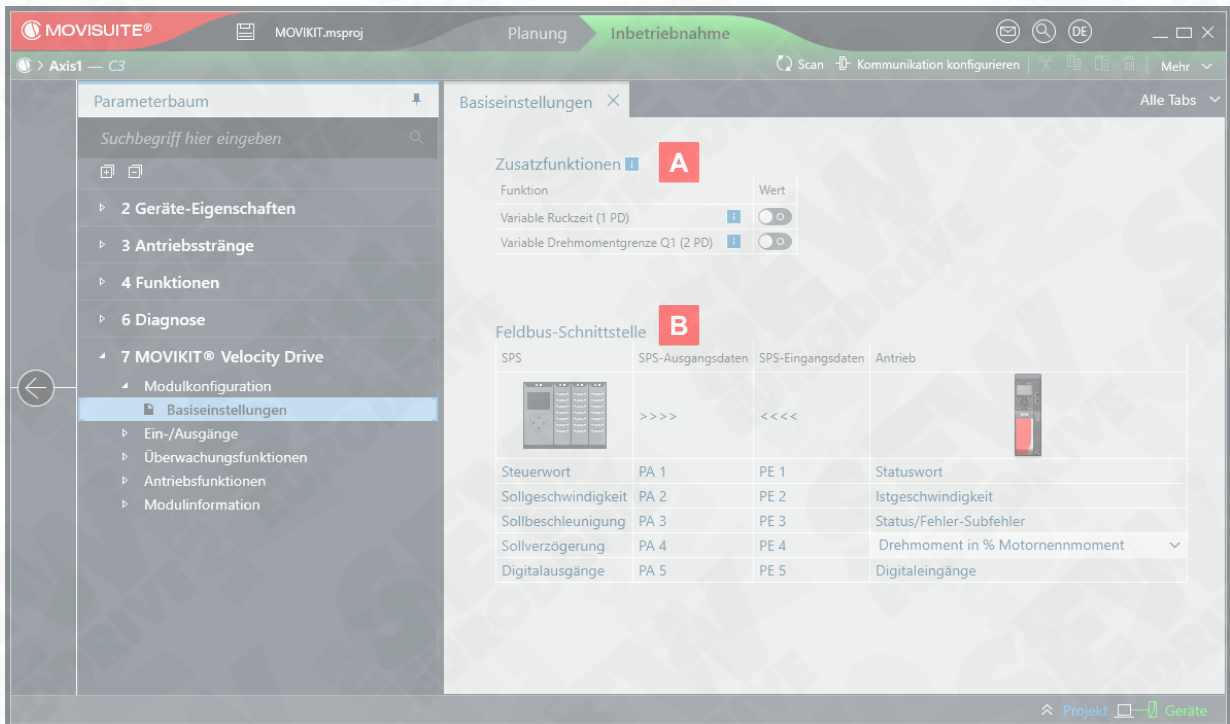 MOVISUITE®
MOVIKIT.msproj
Planung
Inbetriebnahme
DE
> Axis1 — C3
Scan
Kommunikation konfigurieren
Mehr
Parameterbaum
Suchbegriff hier eingeben
2 Geräte-Eigenschaften
3 Antriebsstränge
4 Funktionen
6 Diagnose
7 MOVIKIT® Velocity Drive
Modulkonfiguration
Basiseinstellungen
Ein-/Ausgänge
Überwachungsfunktionen
Antriebsfunktionen
Modulinformation
Basiseinstellungen
Alle Tabs
Zusatzfunktionen i A
Funktion Wert
Variable Ruckzeit (1 PD) i
Variable Drehmomentgrenze Q1 (2 PD) i
Feldbus-Schnittstelle B
SPS SPS-Ausgangsdaten SPS-Eingangsdaten Antrieb
>>>> <<<<
Steuerwort PA 1 PE 1 Statuswort
Sollgeschwindigkeit PA 2 PE 2 Istgeschwindigkeit
Sollbeschleunigung PA 3 PE 3 Status/Fehler-Subfehler
Sollverzögerung PA 4 PE 4 Drehmoment in % Motornennmoment
Digitalausgänge PA 5 PE 5 Digitaleingänge
Projekt
Geräte